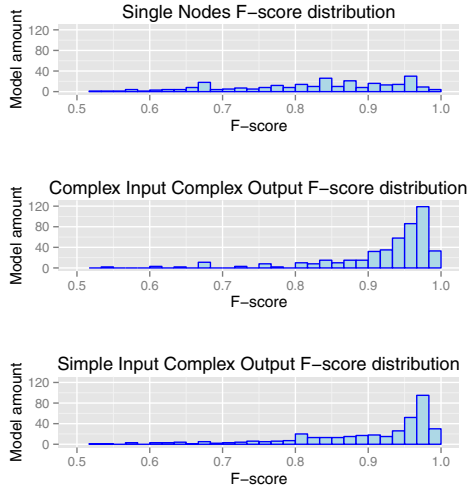 Single Nodes F−score distribution
Model amount
120
80
40
0
0.5 0.6 0.7 0.8 0.9 1.0
F−score
Complex Input Complex Output F−score distribution
Model amount
120
80
40
0
0.5 0.6 0.7 0.8 0.9 1.0
F−score
Simple Input Complex Output F−score distribution
Model amount
120
80
40
0
0.5 0.6 0.7 0.8 0.9 1.0
F−score